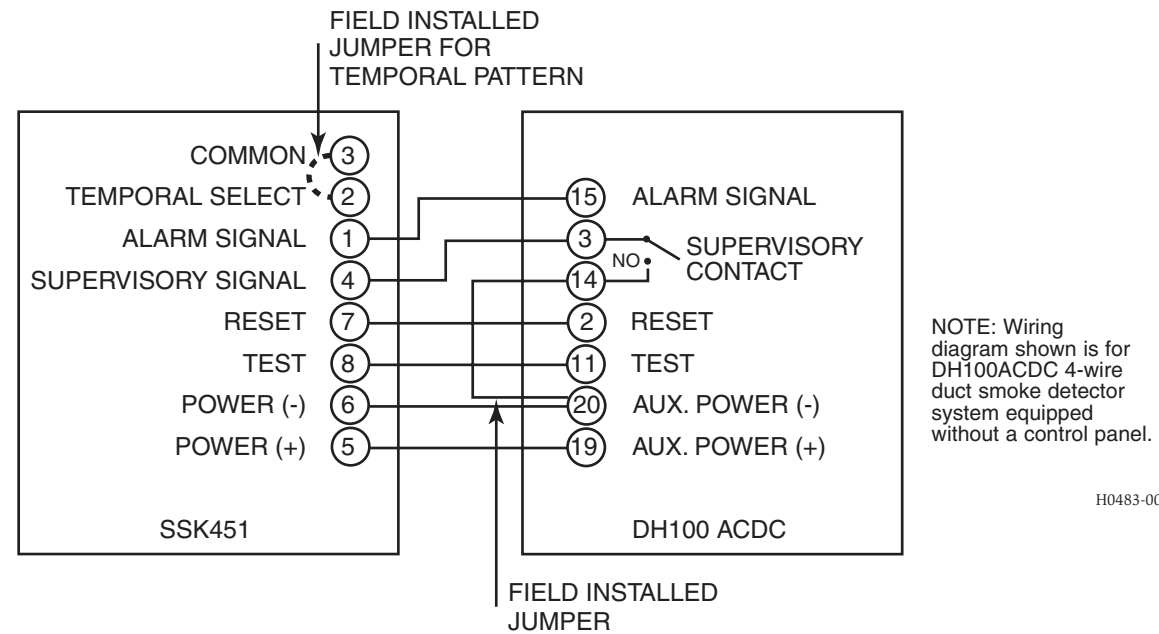 FIELD INSTALLED
JUMPER FOR
TEMPORAL PATTERN
COMMON 3
TEMPORAL SELECT 2
ALARM SIGNAL 1
SUPERVISORY SIGNAL 4
RESET 7
TEST 8
POWER (-) 6
POWER (+) 5
SSK451
15 ALARM SIGNAL
3
NO
14
SUPERVISORY
CONTACT
2 RESET
11 TEST
20 AUX. POWER (-)
19 AUX. POWER (+)
DH100 ACDC
FIELD INSTALLED
JUMPER
NOTE: Wiring
diagram shown is for
DH100ACDC 4-wire
duct smoke detector
system equipped
without a control panel.
H0483-00